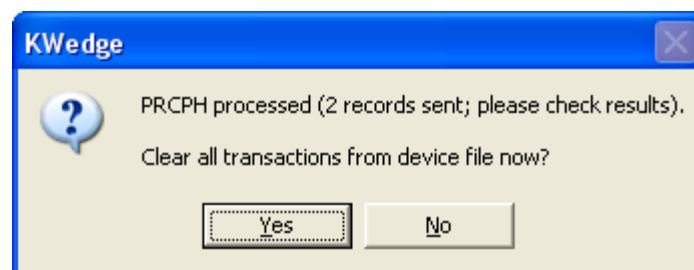 KWedge
PRCPH processed (2 records sent; please check results).
Clear all transactions from device file now?
Yes
No